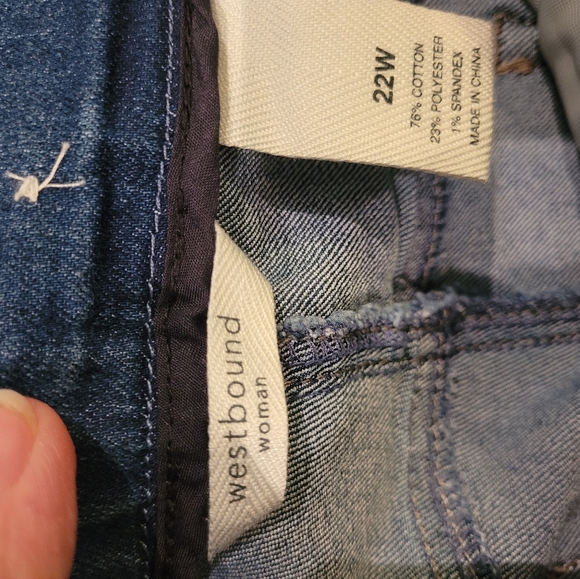 22W
76% COTTON
23% POLYESTER
1% SPANDEX
MADE IN CHINA
westbound
woman